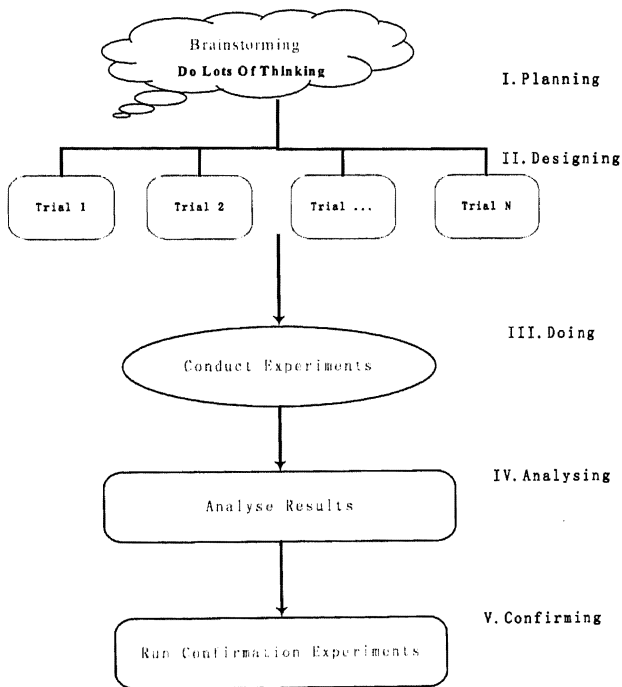 Brainstorming
Do Lots Of Thinking
I. Planning
II. Designing
Trial 1
Trial 2
Trial ...
Trial N
III. Doing
Conduct Experiments
IV. Analysing
Analyse Results
V. Confirming
Run Confirmation Experiments